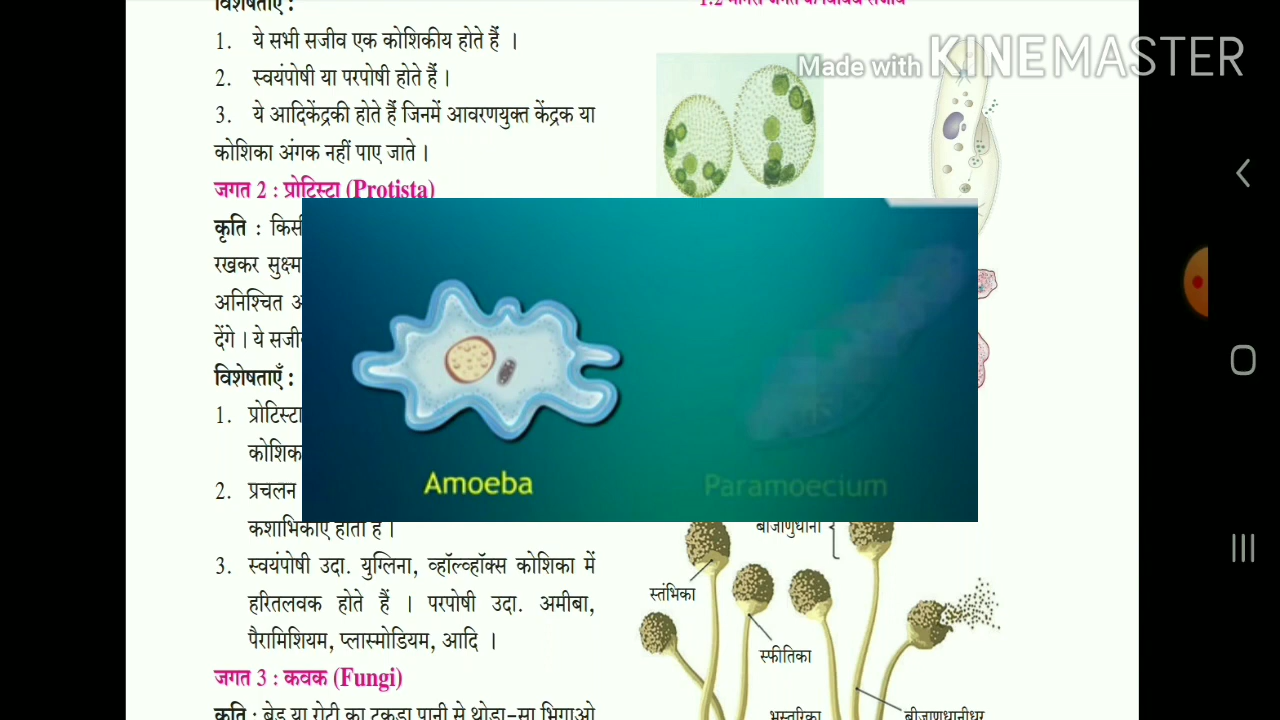 विशेषताएँ :
1. ये सभी सजीव एक कोशिकीय होते हैं ।
2. स्वयंपोषी या परपोषी होते हैं ।
3. ये आदिकेंद्रकी होते हैं जिनमें आवरणयुक्त केंद्रक या
कोशिका अंगक नहीं पाए जाते ।
जगत 2 : प्रोटिस्टा (Protista)
कृति : किसी
रखकर सुक्ष्म
अनिश्चित
देंगे । ये
विशेषताएँ :
1. प्रोटिस्टा
2. प्रचलन
कशाभिकाएँ होती हैं ।
3. स्वयंपोषी उदा. युग्लिना, व्हॉल्व्हॉक्स कोशिका में
हरितलवक होते हैं । परपोषी उदा. अमीबा,
पैरामिशियम, प्लास्मोडियम, आदि ।
जगत 3 : कवक (Fungi)
कृति : ब्रेड या रोटी का टुकड़ा पानी से थोड़ा-सा भिगाओ
Made with KINEMASTER
Amoeba
Paramoecium
बीजाणुधानी
स्तंभिका
स्फीतिका
भूस्तरिका
बीजाणुधानीधर